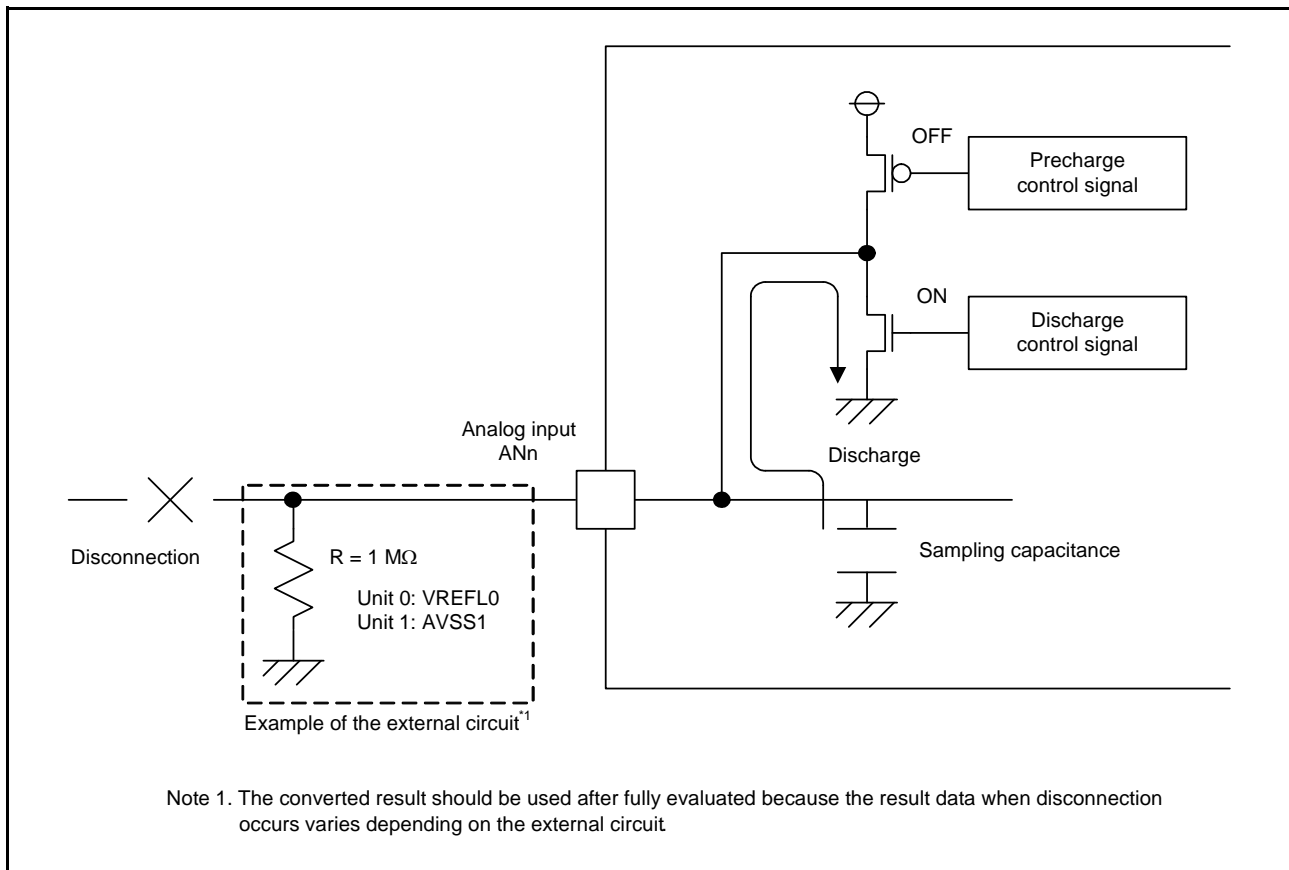 OFF
Precharge
control signal
ON
Discharge
control signal
Analog input
ANn
Discharge
Disconnection
R = 1 MΩ
Sampling capacitance
Unit 0: VREFL0
Unit 1: AVSS1
Example of the external circuit*1
Note 1. The converted result should be used after fully evaluated because the result data when disconnection
occurs varies depending on the external circuit.